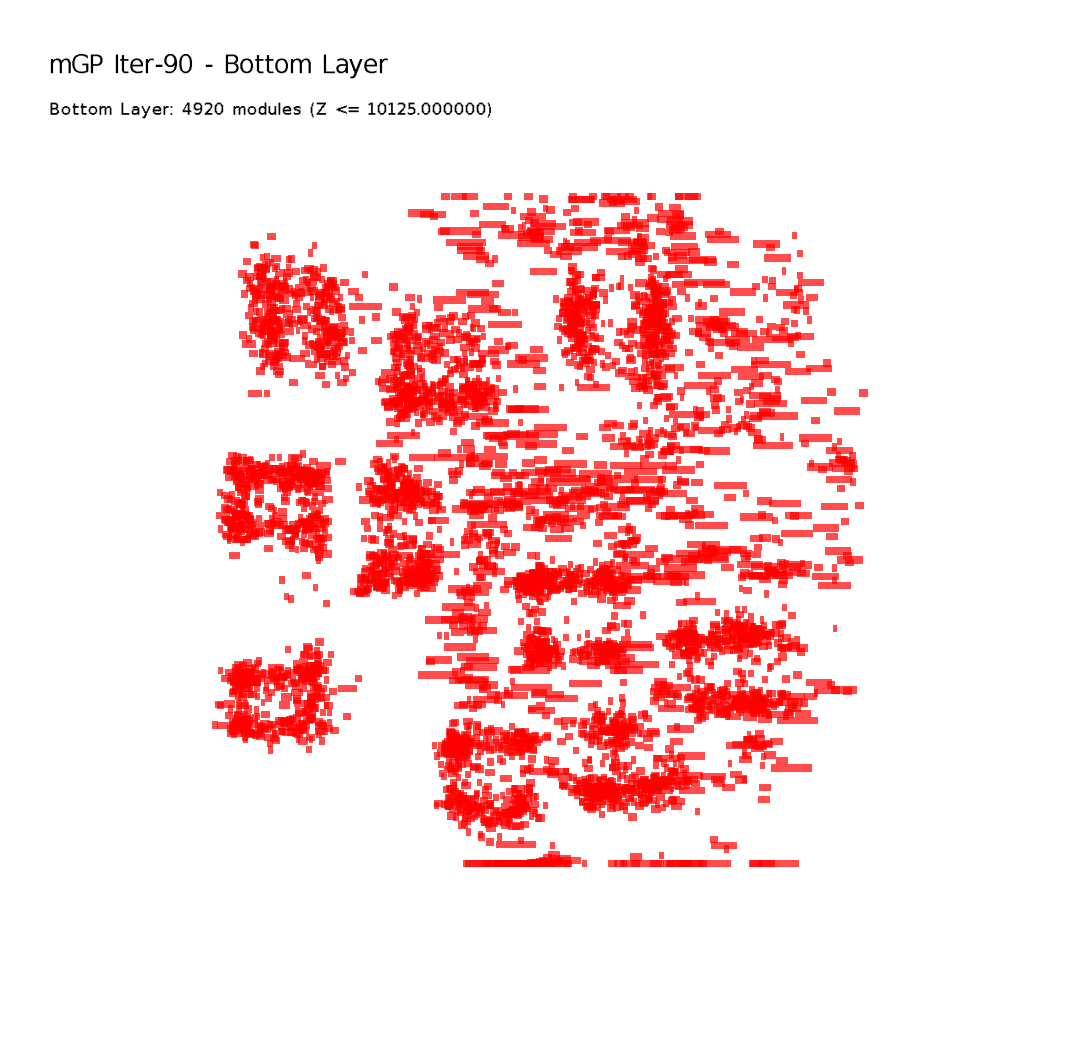 mGP Iter-90 - Bottom Layer
Bottom Layer: 4920 modules (Z <= 10125.000000)